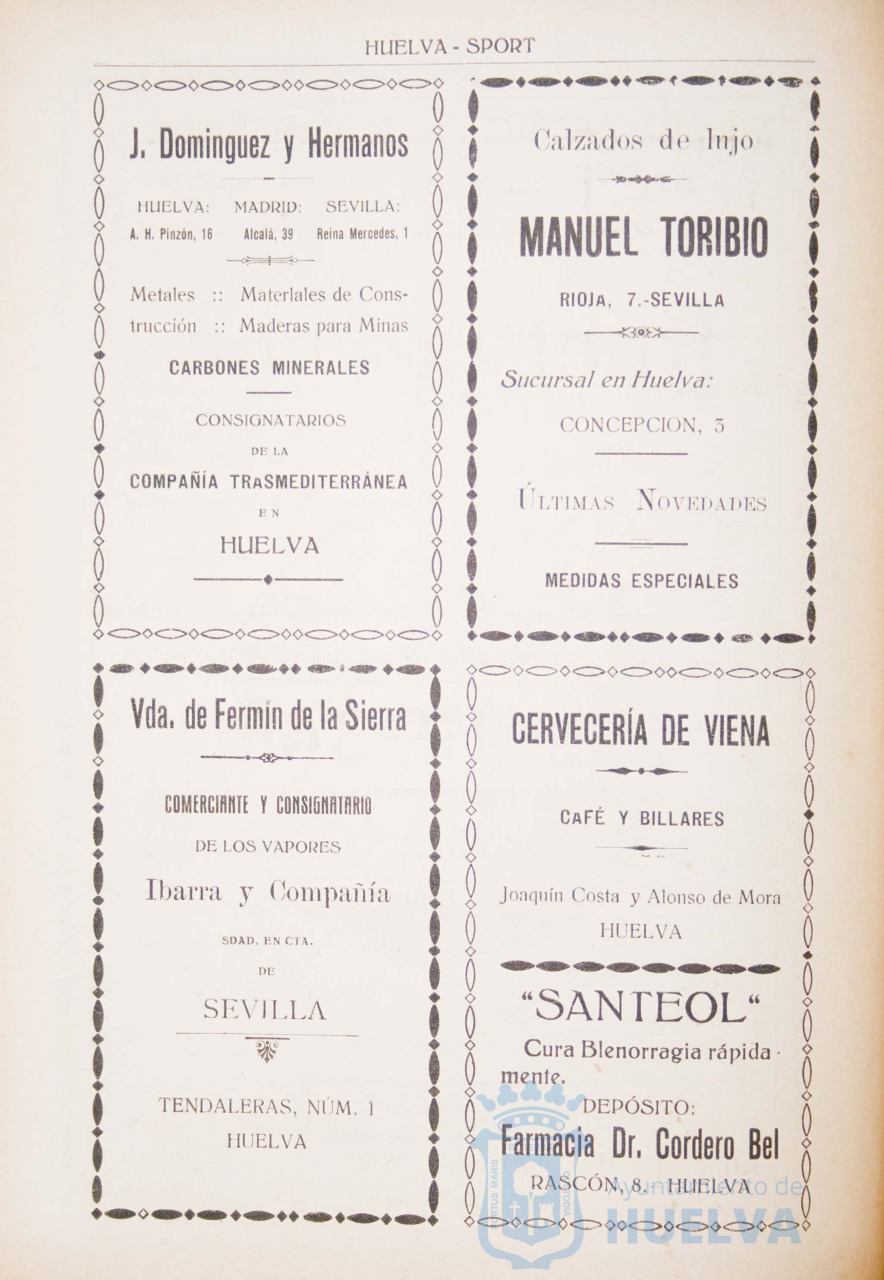 HUELVA - SPORT
J. Dominguez y Hermanos
HUELVA: MADRID: SEVILLA:
A. H. Pinzón, 16 Alcalá, 39 Reina Mercedes, 1
Metales :: Materiales de Cons-
trucción :: Maderas para Minas
CARBONES MINERALES
CONSIGNATARIOS
DE LA
COMPAÑÍA TRASMEDITERRÁNEA
EN
HUELVA
Calzados de lujo
MANUEL TORIBIO
RIOJA, 7.-SEVILLA
Sucursal en Huelva:
CONCEPCION, 3
ÚLTIMAS NOVEDADES
MEDIDAS ESPECIALES
Vda. de Fermín de la Sierra
COMERCIANTE Y CONSIGNATARIO
DE LOS VAPORES
Ibarra y Compañía
SDAD. EN CTA.
DE
SEVILLA
TENDALERAS, NÚM. 1
HUELVA
CERVECERÍA DE VIENA
CAFÉ Y BILLARES
Joaquín Costa y Alonso de Mora
HUELVA
"SANTEOL"
Cura Blenorragia rápida-
mente.
DEPÓSITO:
Farmacia Dr. Cordero Bel
RASCÓN, 8.- HUELVA
Ayuntamiento de
HUELVA